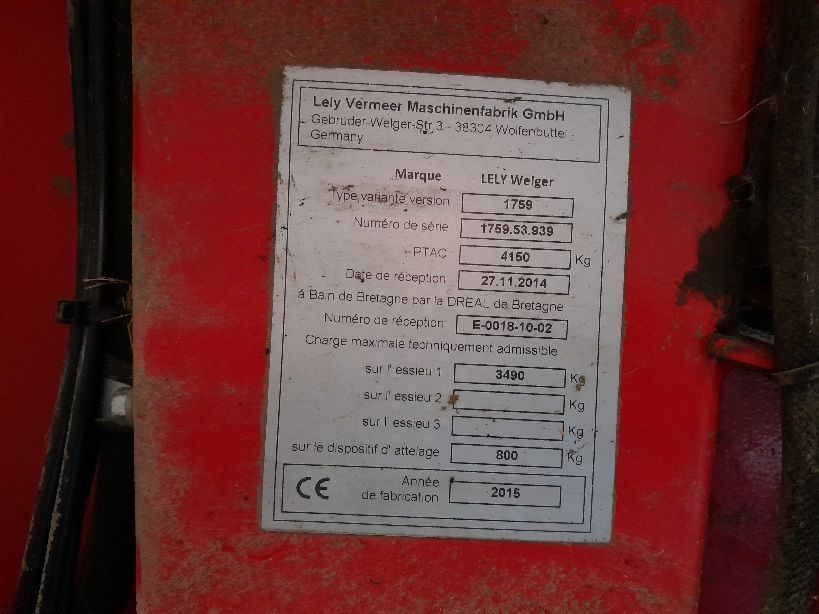 Lely Vermeer Maschinenfabrik GmbH
Gebruder-Welger-Str.3 - 38304 Wolfenbuttel
Germany
Marque LELY Welger
Type variante version 1759
Numéro de série 1759.53.939
PTAC 4150 Kg
Date de réception 27.11.2014
à Bain de Bretagne par la DREAL de Bretagne
Numéro de réception E-0018-10-02
Charge maximale techniquement admissible
sur l' essieu 1 3490 Kg
sur l' essieu 2 Kg
sur l' essieu 3 Kg
sur le dispositif d' attelage 800 Kg
CE Année
de fabrication 2015